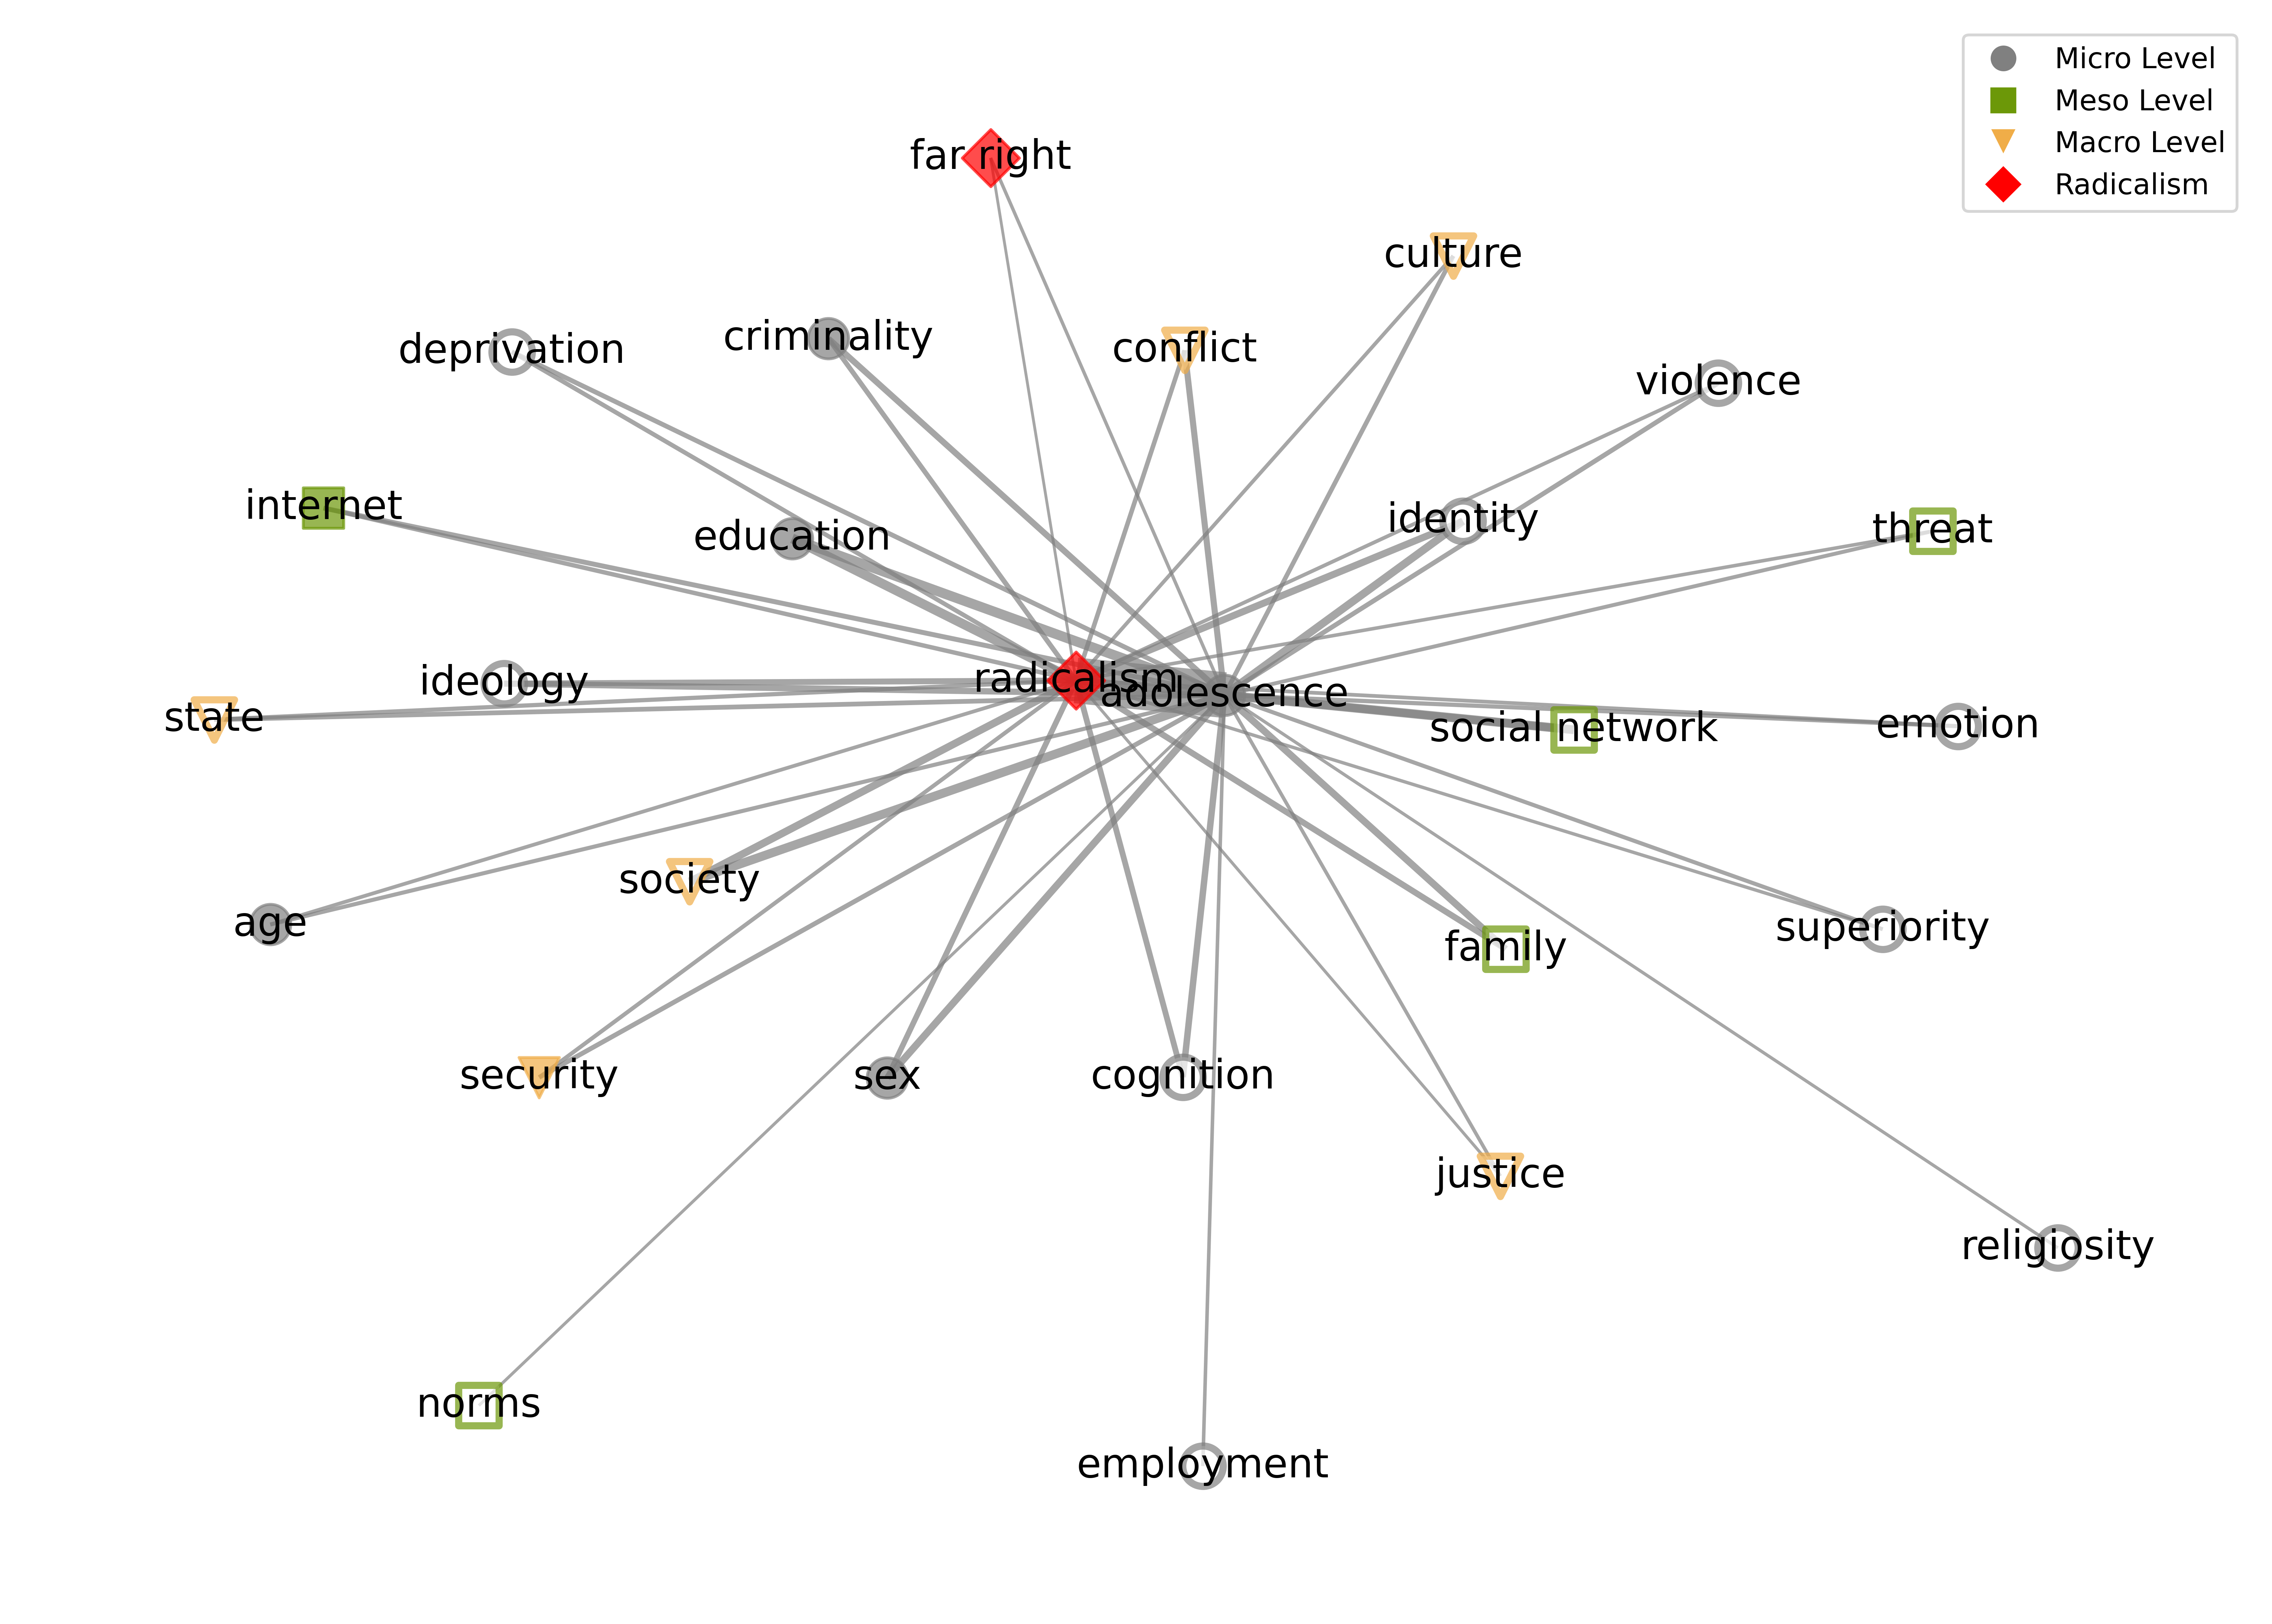 Micro Level
Meso Level
Macro Level
Radicalism
far right
culture
criminality
conflict
deprivation
violence
internet
education
identity
threat
ideology
radicalism
adolescence
state
social network
emotion
society
age
family
superiority
security
sex
cognition
justice
religiosity
norms
employment